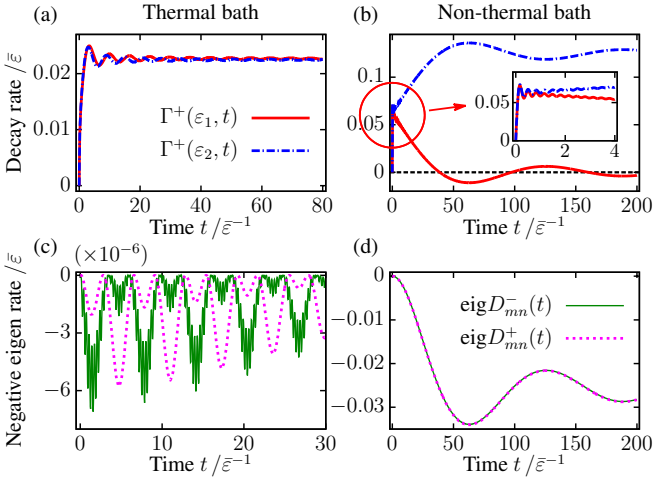 Thermal bath
Non-thermal bath
(a)
(b)
Decay rate / ε̄
0.02
0.01
0
Γ⁺(ε₁, t)
Γ⁺(ε₂, t)
0 20 40 60 80
Time t / ε̄⁻¹
0.1
0.05
0
0.05
0
0 2 4
0 50 100 150 200
Time t / ε̄⁻¹
(c)
(×10⁻⁶)
(d)
Negative eigen rate / ε̄
0
−3
−6
0 10 20 30
Time t / ε̄⁻¹
0
−0.01
−0.02
−0.03
eigD⁻ₘₙ(t)
eigD⁺ₘₙ(t)
0 50 100 150 200
Time t / ε̄⁻¹